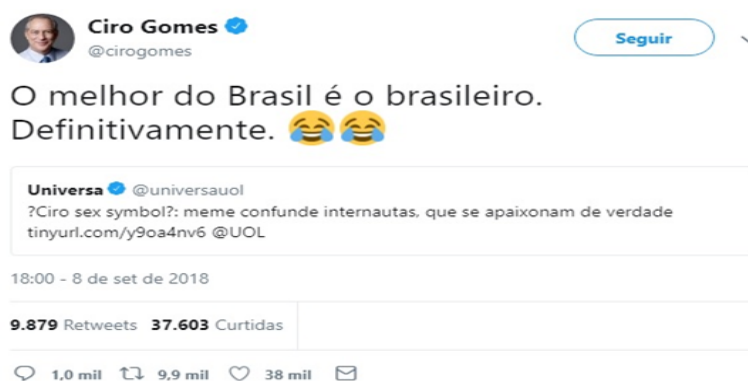 Ciro Gomes
@cirogomes
Seguir
O melhor do Brasil é o brasileiro.
Definitivamente. 😂😂
Universa @universauol
?Ciro sex symbol?: meme confunde internautas, que se apaixonam de verdade
tinyurl.com/y9oa4nv6 @UOL
18:00 - 8 de set de 2018
9.879 Retweets 37.603 Curtidas
1,0 mil 9,9 mil 38 mil